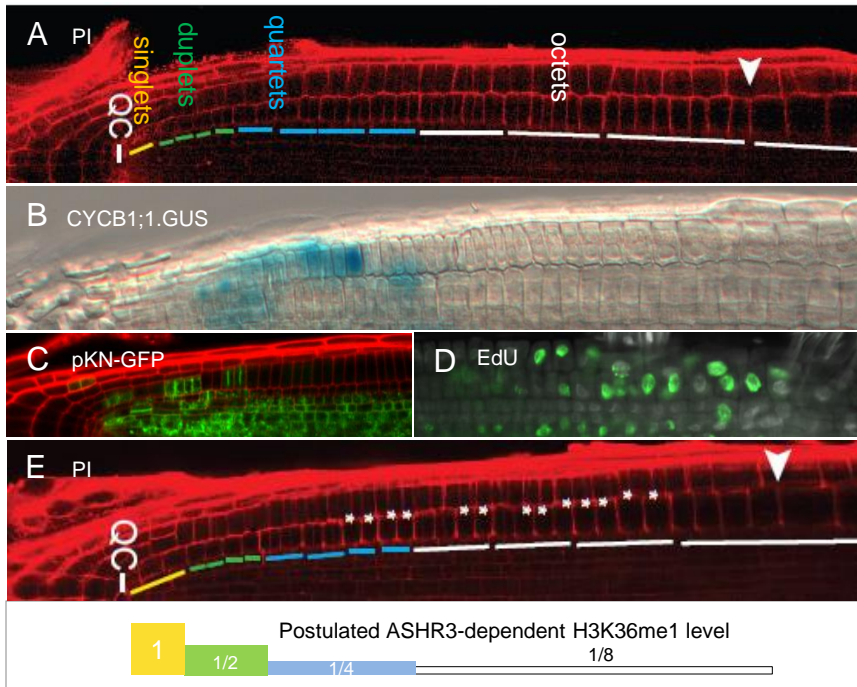 A PI
singlets
duplets
quartets
octets
QC
B CYCB1;1.GUS
C pKN-GFP
D EdU
E PI
QC
* * * * * * * * * * * * *
Postulated ASHR3-dependent H3K36me1 level
1
1/2
1/4
1/8